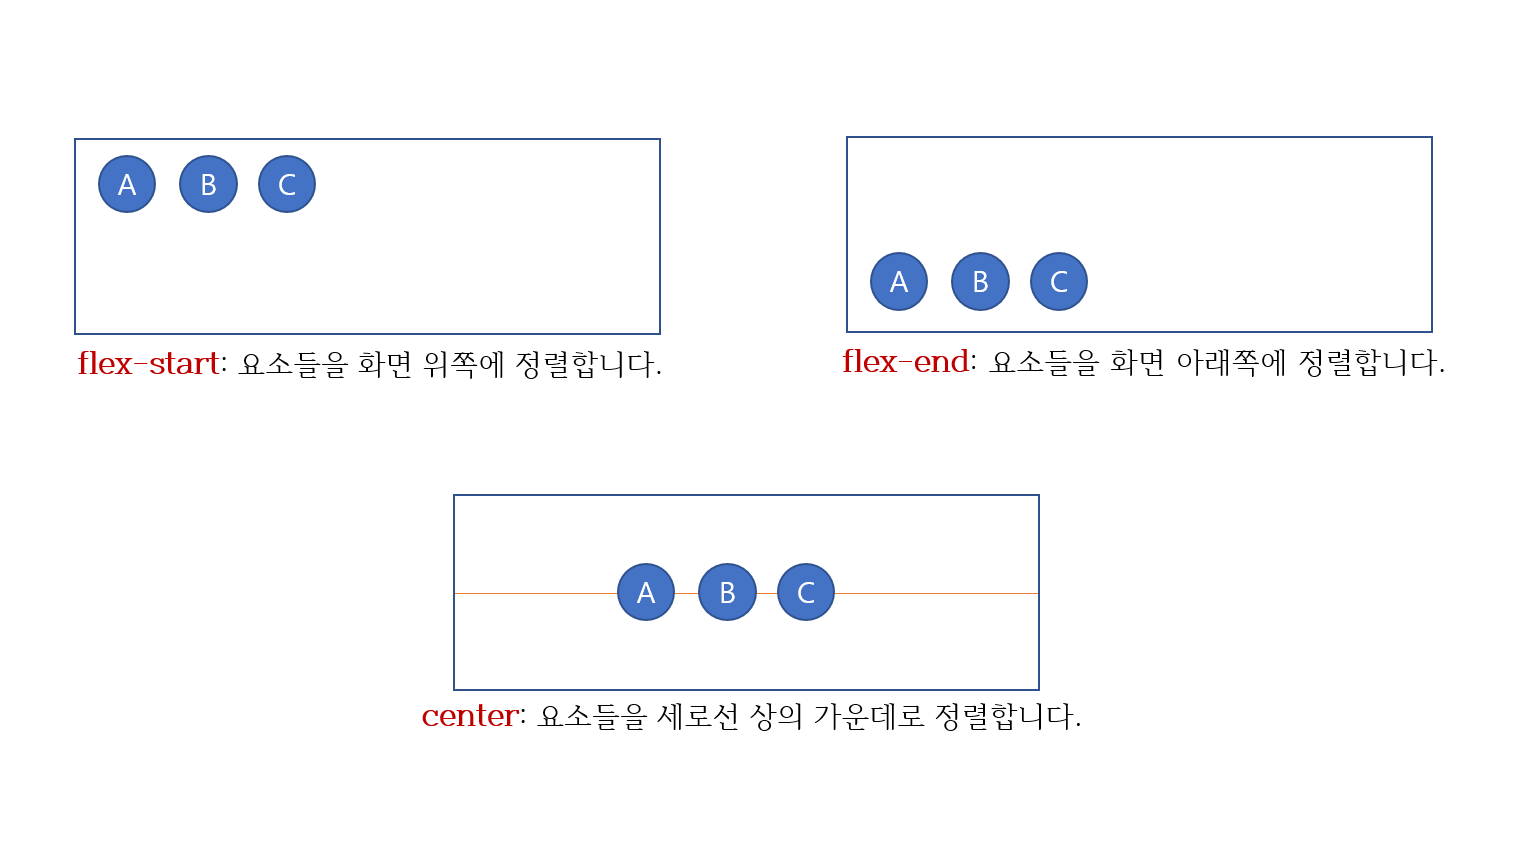 A B C
flex-start: 요소들을 화면 위쪽에 정렬합니다.
A B C
flex-end: 요소들을 화면 아래쪽에 정렬합니다.
A B C
center: 요소들을 세로선 상의 가운데로 정렬합니다.